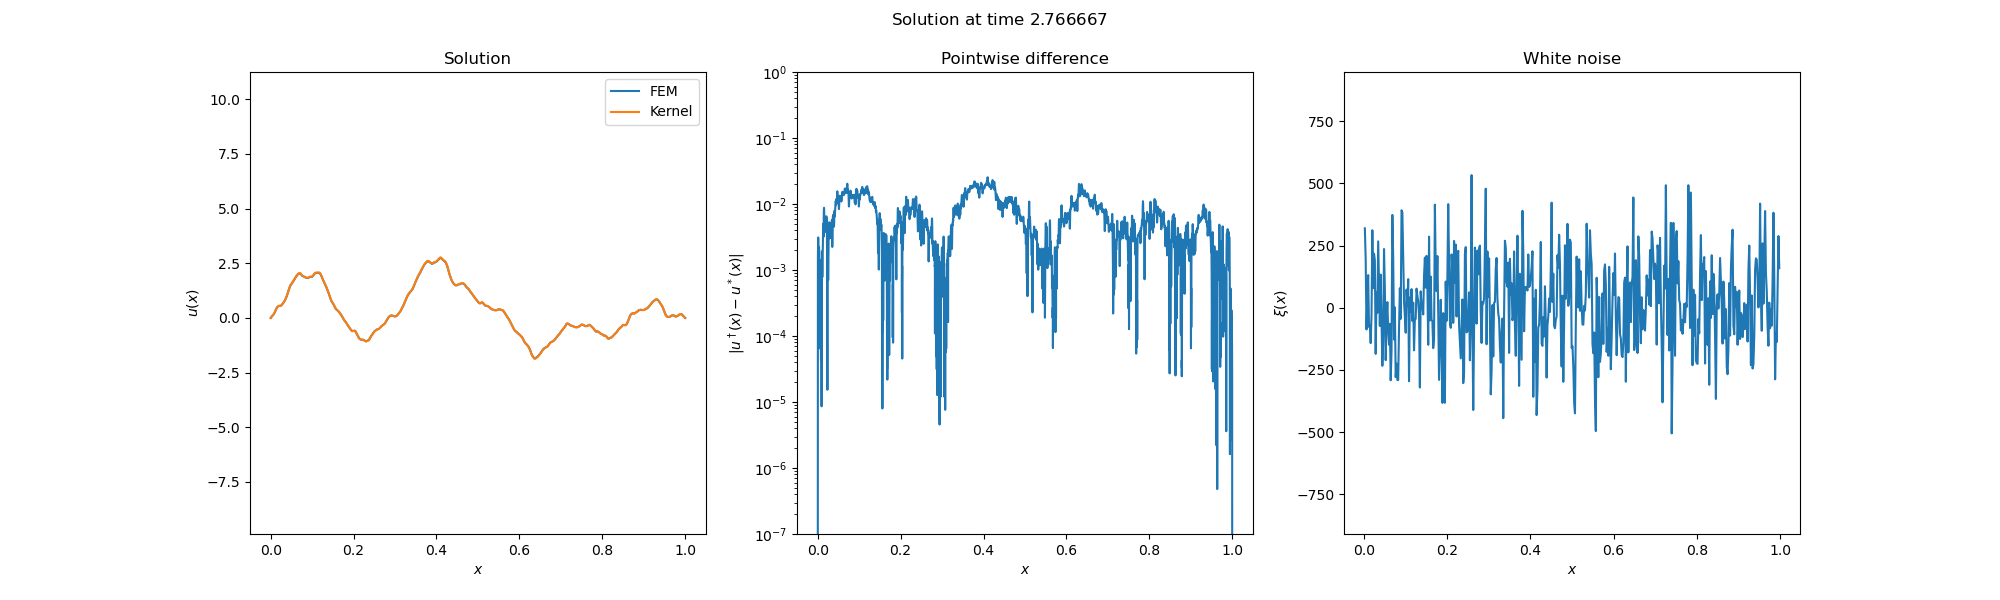 Solution at time 2.766667
Solution
10.0
7.5
5.0
2.5
0.0
−2.5
−5.0
−7.5
u(x)
0.0 0.2 0.4 0.6 0.8 1.0
x
FEM
Kernel
Pointwise difference
10⁰
10⁻¹
10⁻²
10⁻³
10⁻⁴
10⁻⁵
10⁻⁶
10⁻⁷
|u†(x) − u*(x)|
0.0 0.2 0.4 0.6 0.8 1.0
x
White noise
750
500
250
0
−250
−500
−750
ξ(x)
0.0 0.2 0.4 0.6 0.8 1.0
x